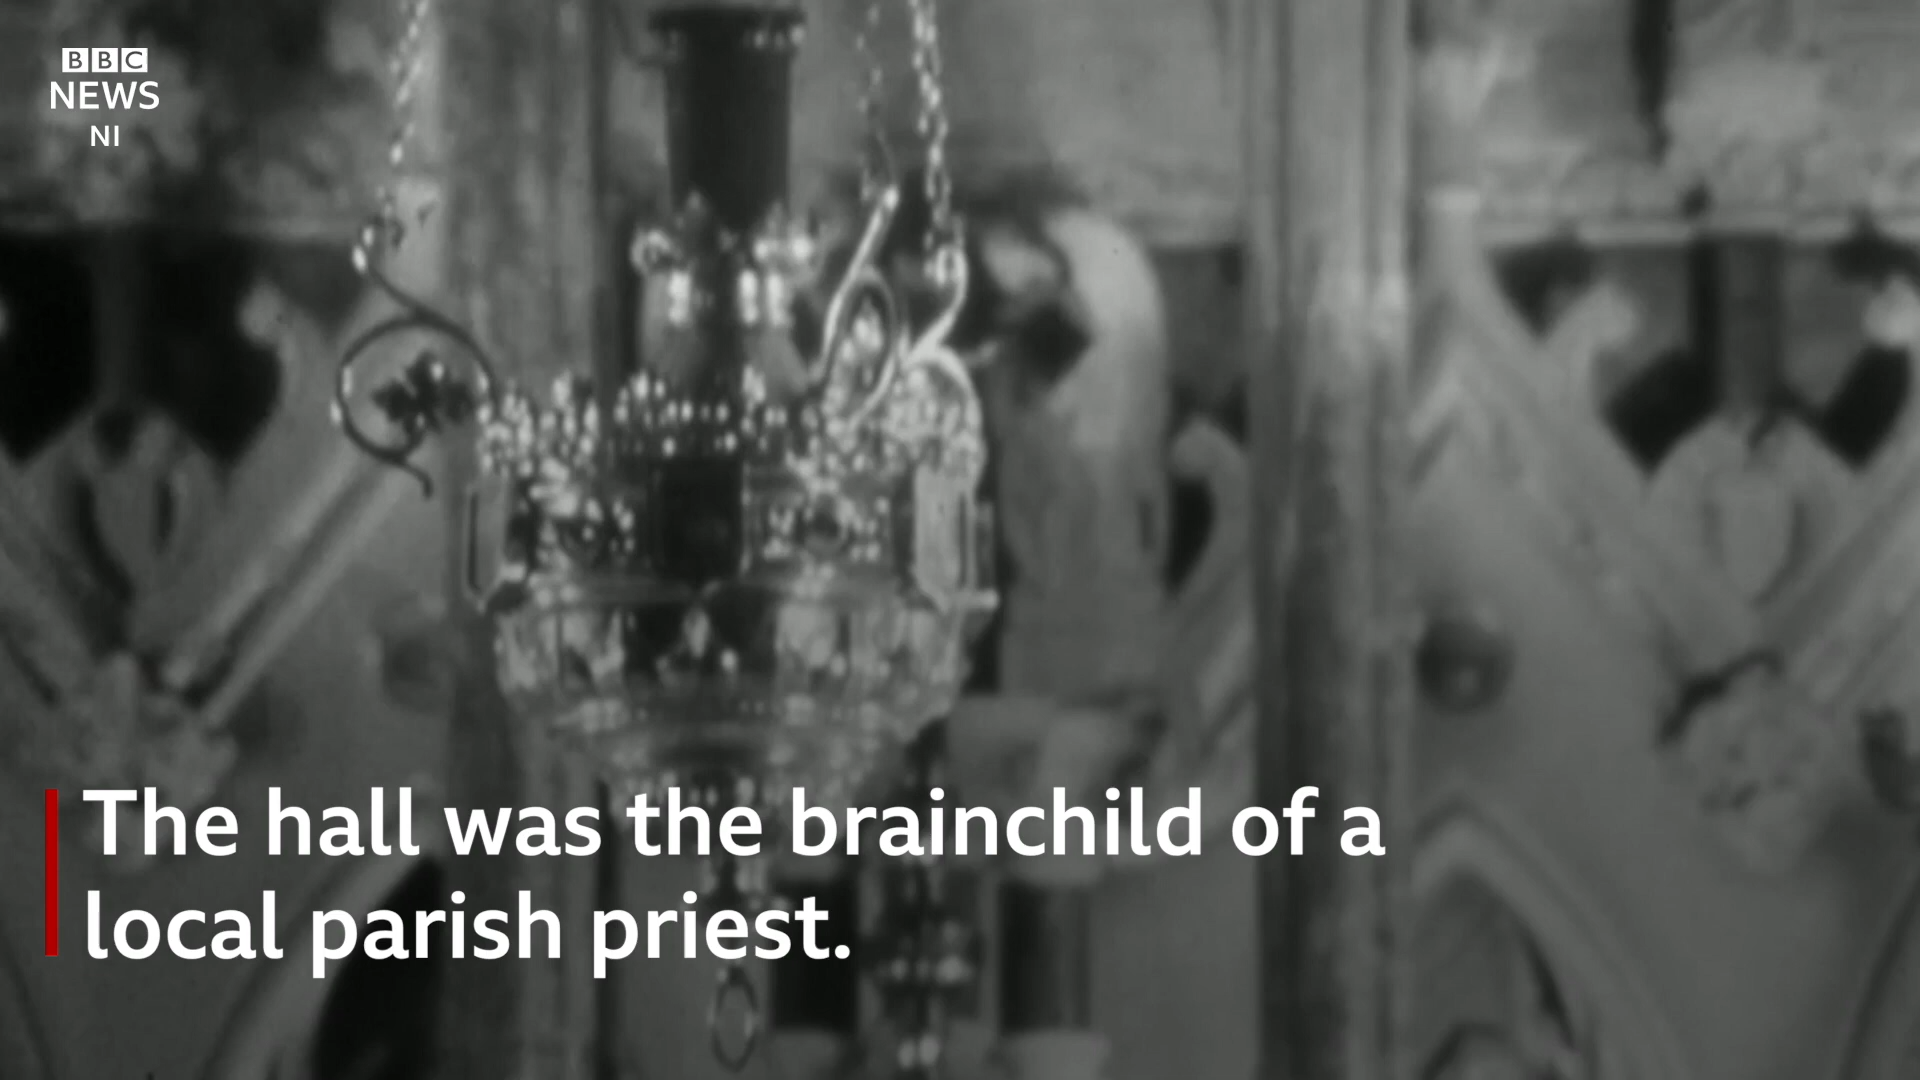 BBC
NEWS
NI
The hall was the brainchild of a
local parish priest.